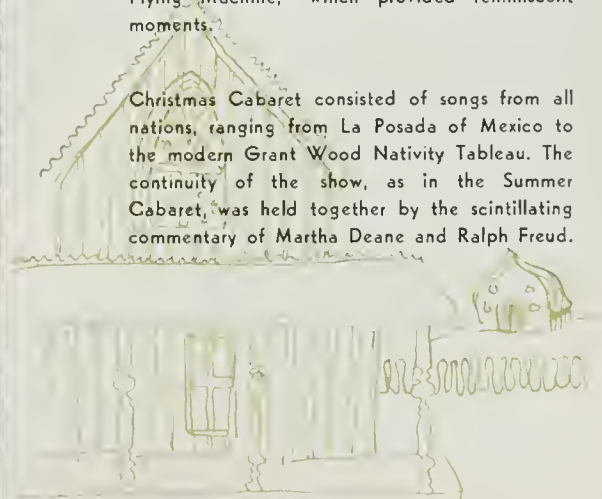 Flying Machine," which provided reminiscent
moments.
Christmas Cabaret consisted of songs from all
nations, ranging from La Posada of Mexico to
the modern Grant Wood Nativity Tableau. The
continuity of the show, as in the Summer
Cabaret, was held together by the scintillating
commentary of Martha Deane and Ralph Freud.